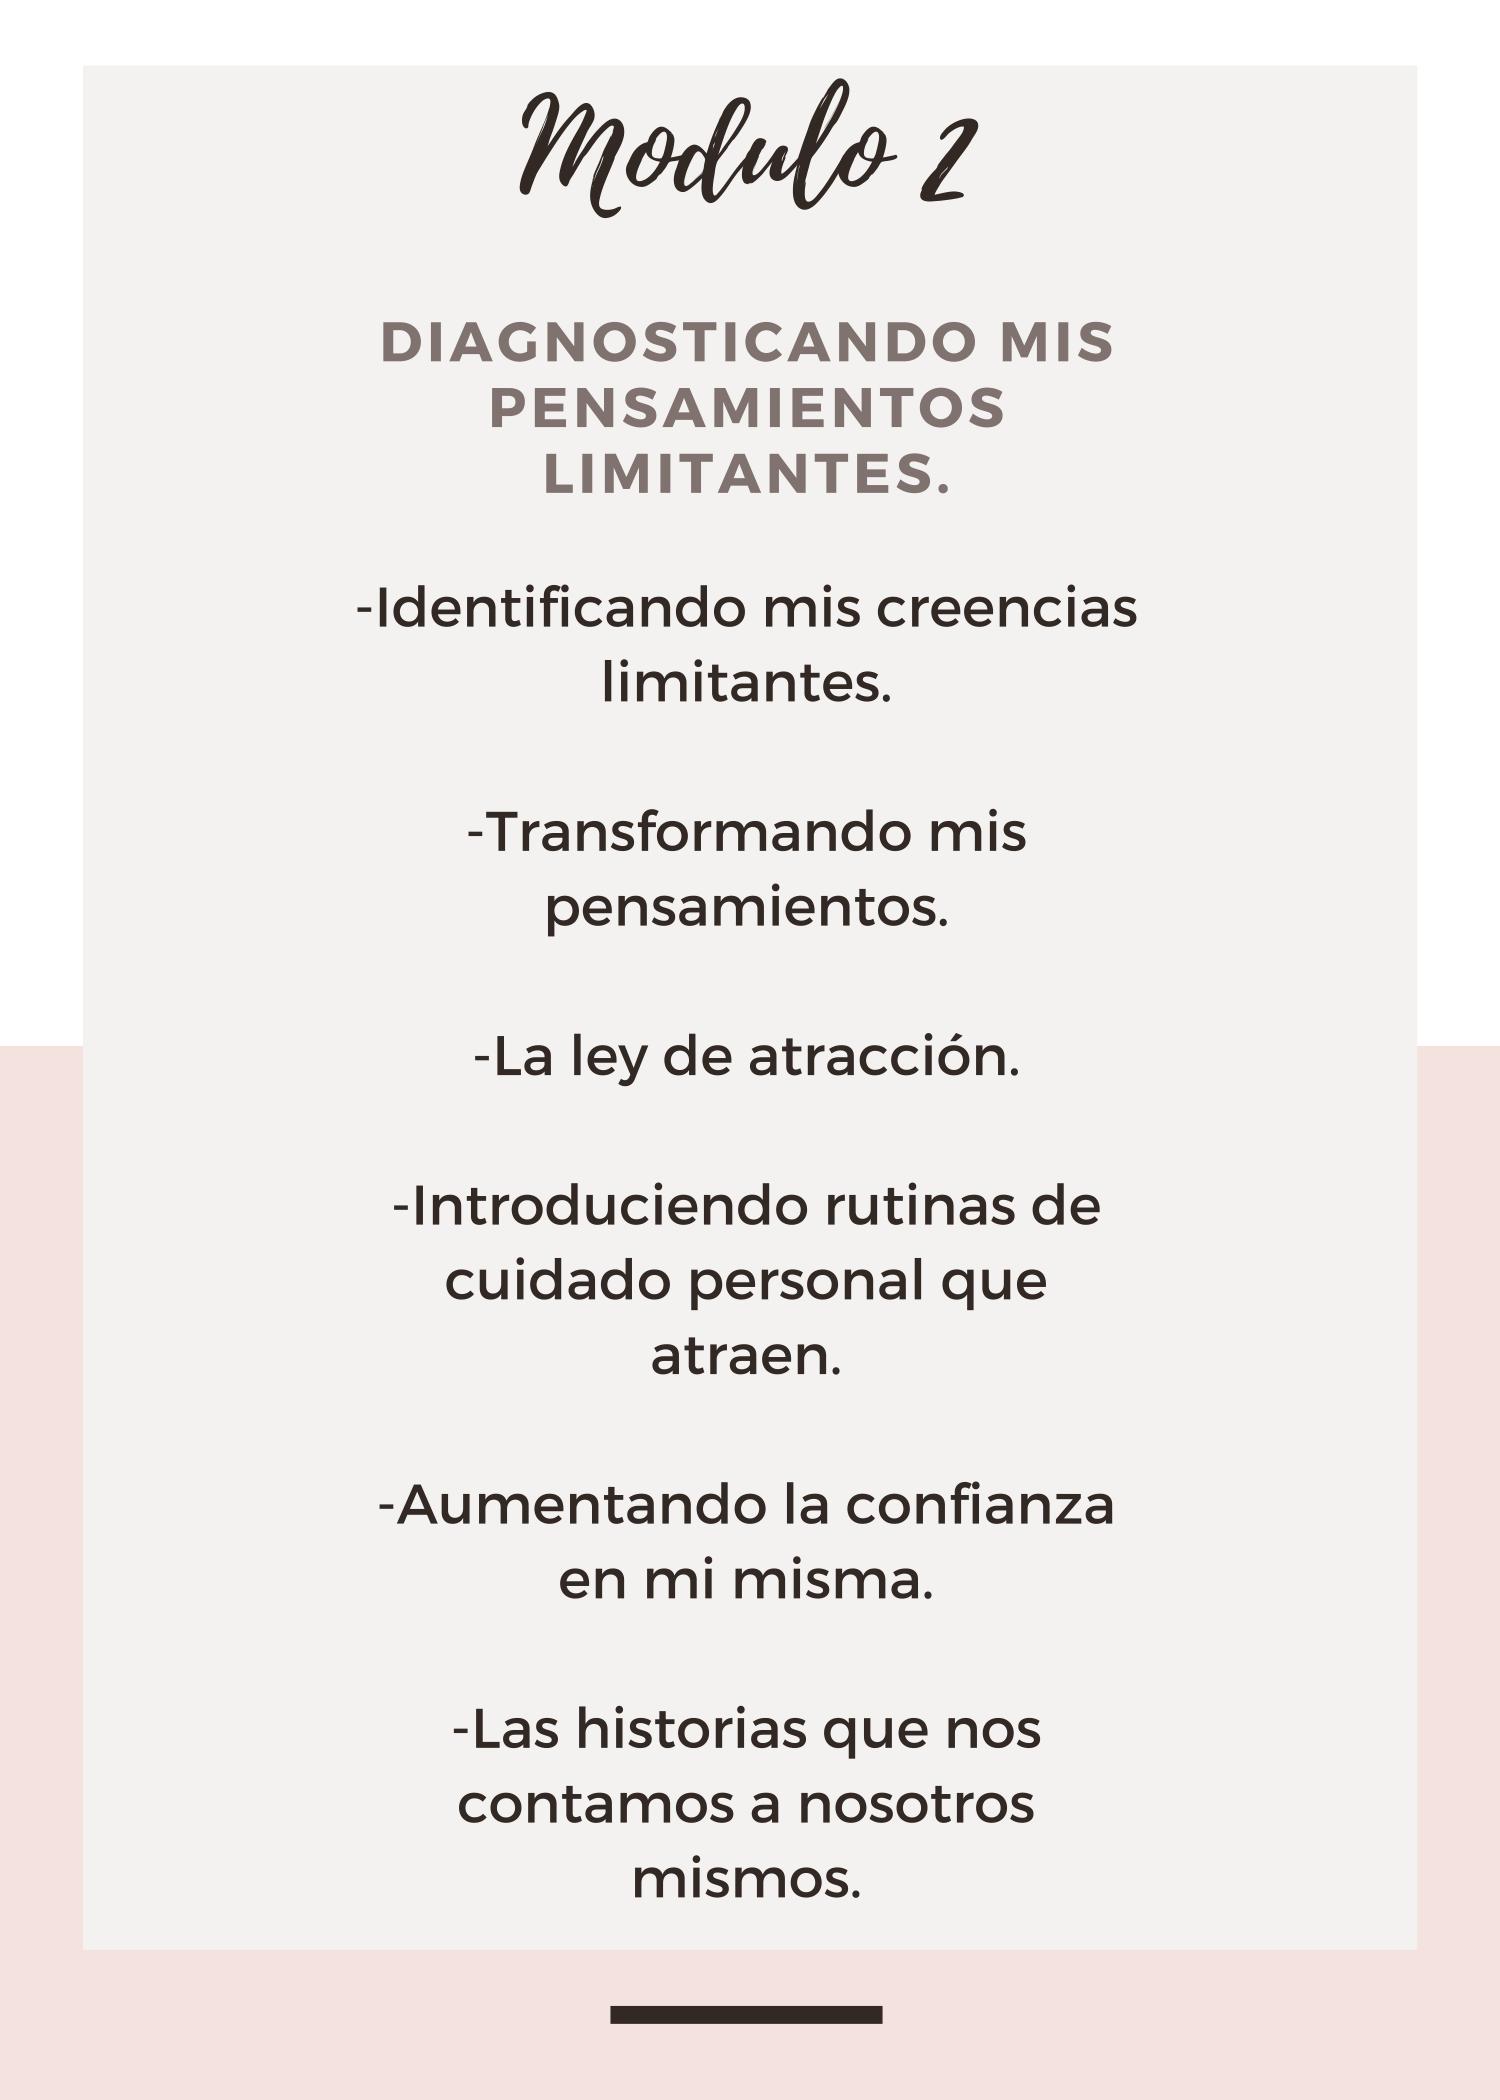 Modulo 2
DIAGNOSTICANDO MIS
PENSAMIENTOS
LIMITANTES.
-Identificando mis creencias
limitantes.
-Transformando mis
pensamientos.
-La ley de atracción.
-Introduciendo rutinas de
cuidado personal que
atraen.
-Aumentando la confianza
en mi misma.
-Las historias que nos
contamos a nosotros
mismos.